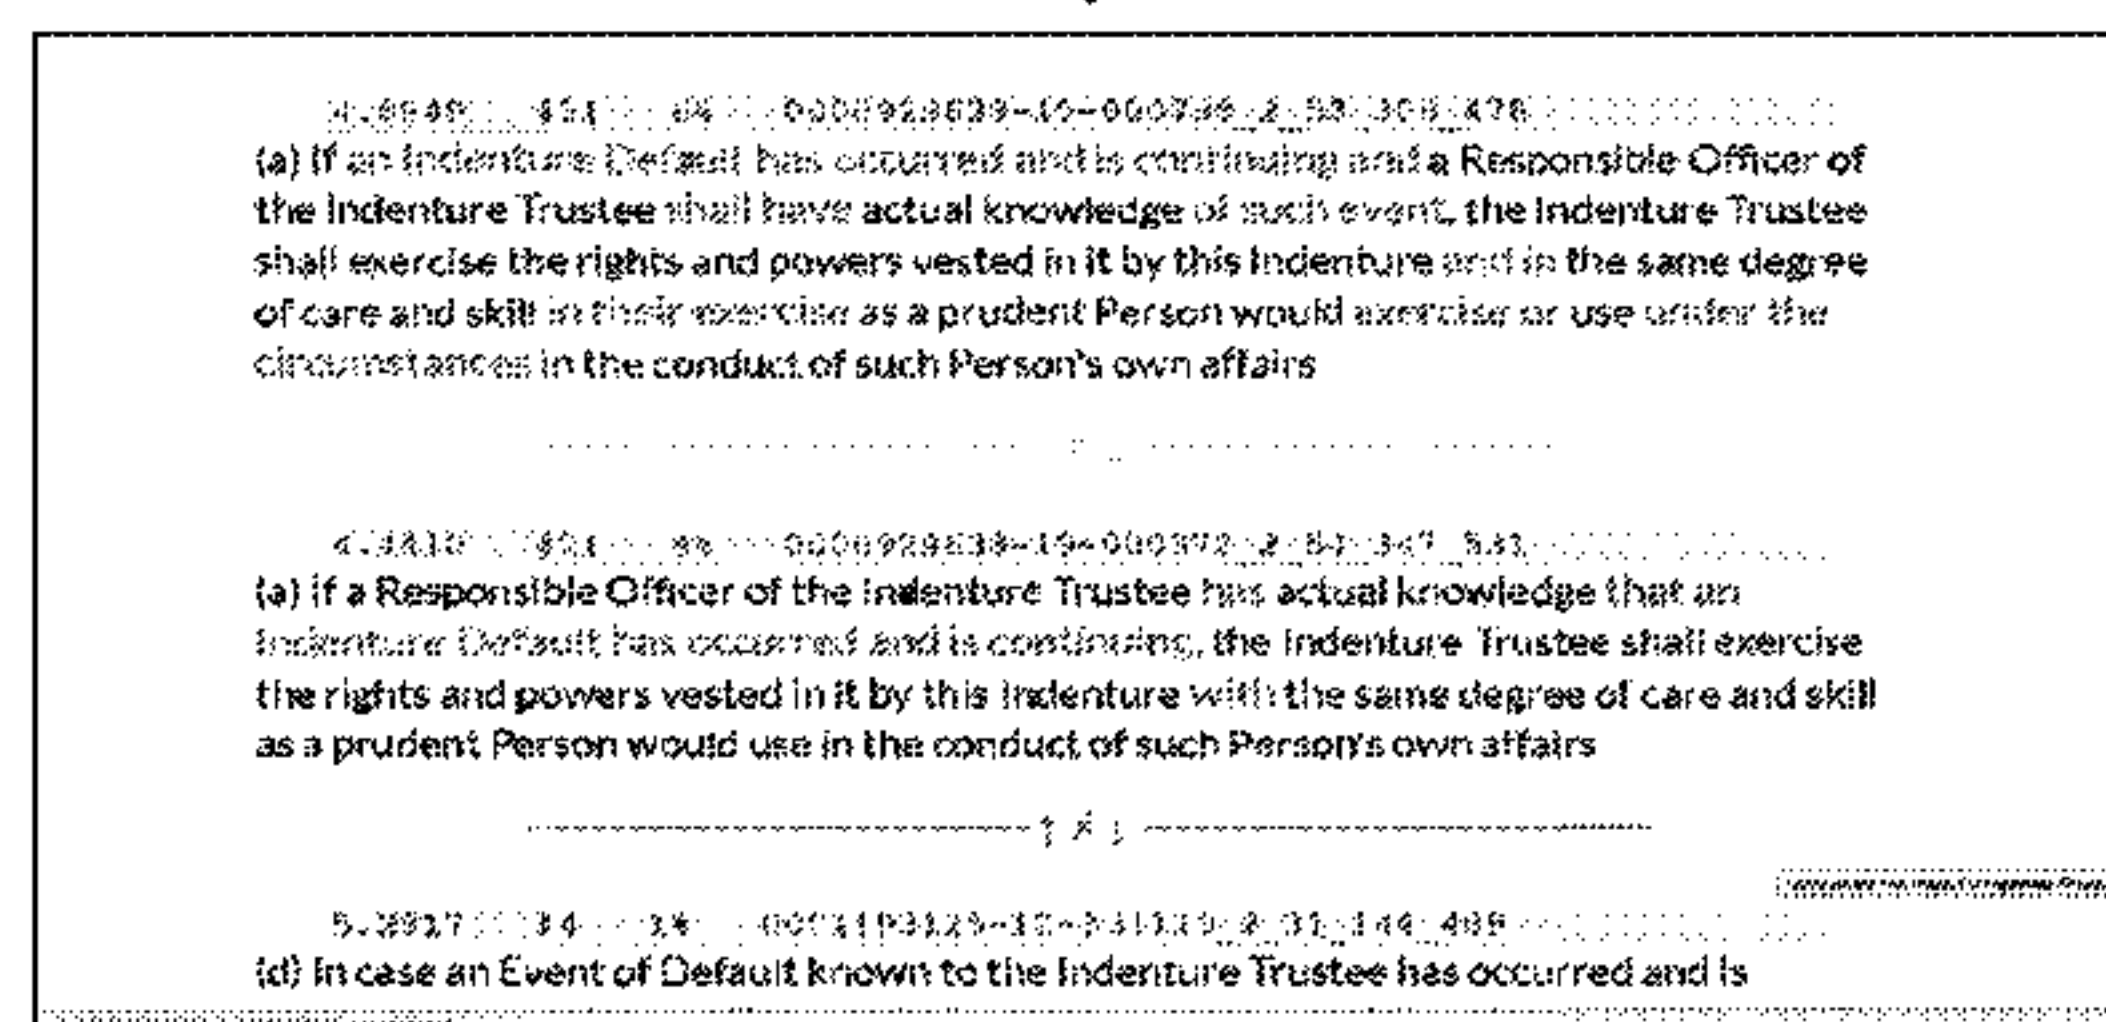 (a) If an Indenture Default has occurred and is continuing and a Responsible Officer of
the Indenture Trustee shall have actual knowledge of such event, the Indenture Trustee
shall exercise the rights and powers vested in it by this Indenture and in the same degree
of care and skill in their exercise as a prudent Person would exercise or use under the
circumstances in the conduct of such Person's own affairs
(a) if a Responsible Officer of the Indenture Trustee has actual knowledge that an
Indenture Default has occurred and is continuing, the Indenture Trustee shall exercise
the rights and powers vested in it by this Indenture with the same degree of care and skill
as a prudent Person would use in the conduct of such Person's own affairs
(d) In case an Event of Default known to the Indenture Trustee has occurred and is